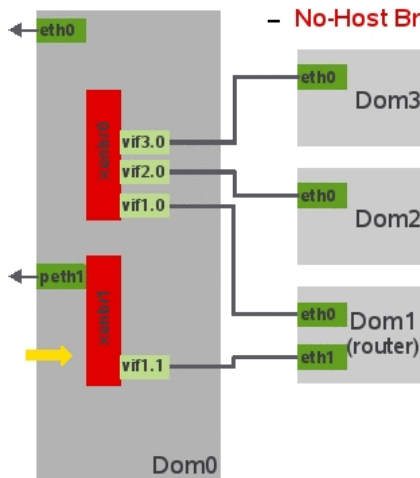 – No-Host Br
eth0
eth0
Dom3
xenbr0
vif3.0
vif2.0
vif1.0
eth0
Dom2
peth1
xenbr1
vif1.1
eth0
Dom1
(router)
eth1
Dom0